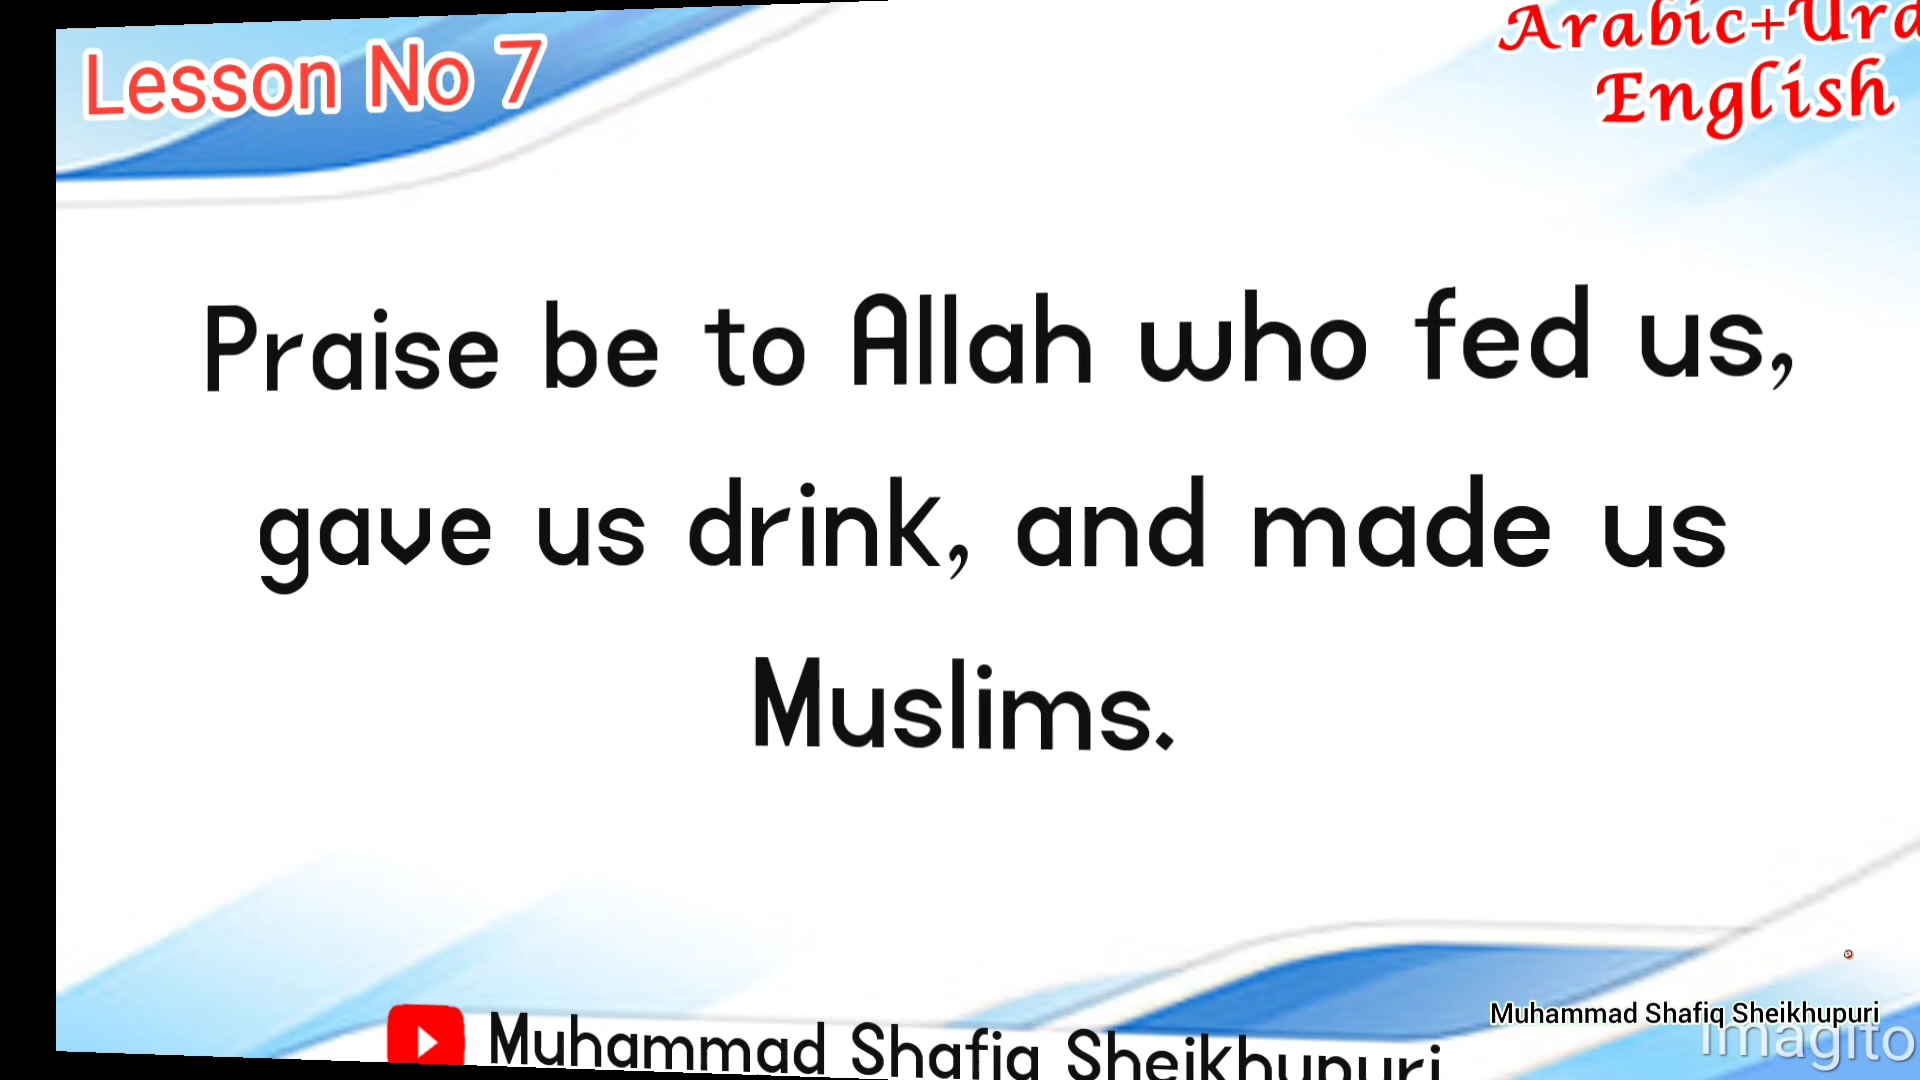 Lesson No 7
Arabic+Urd
English
Praise be to Allah who fed us,
gave us drink, and made us
Muslims.
Muhammad Shafiq Sheikhupuri
Muhammad Shafiq Sheikhupuri
imagito